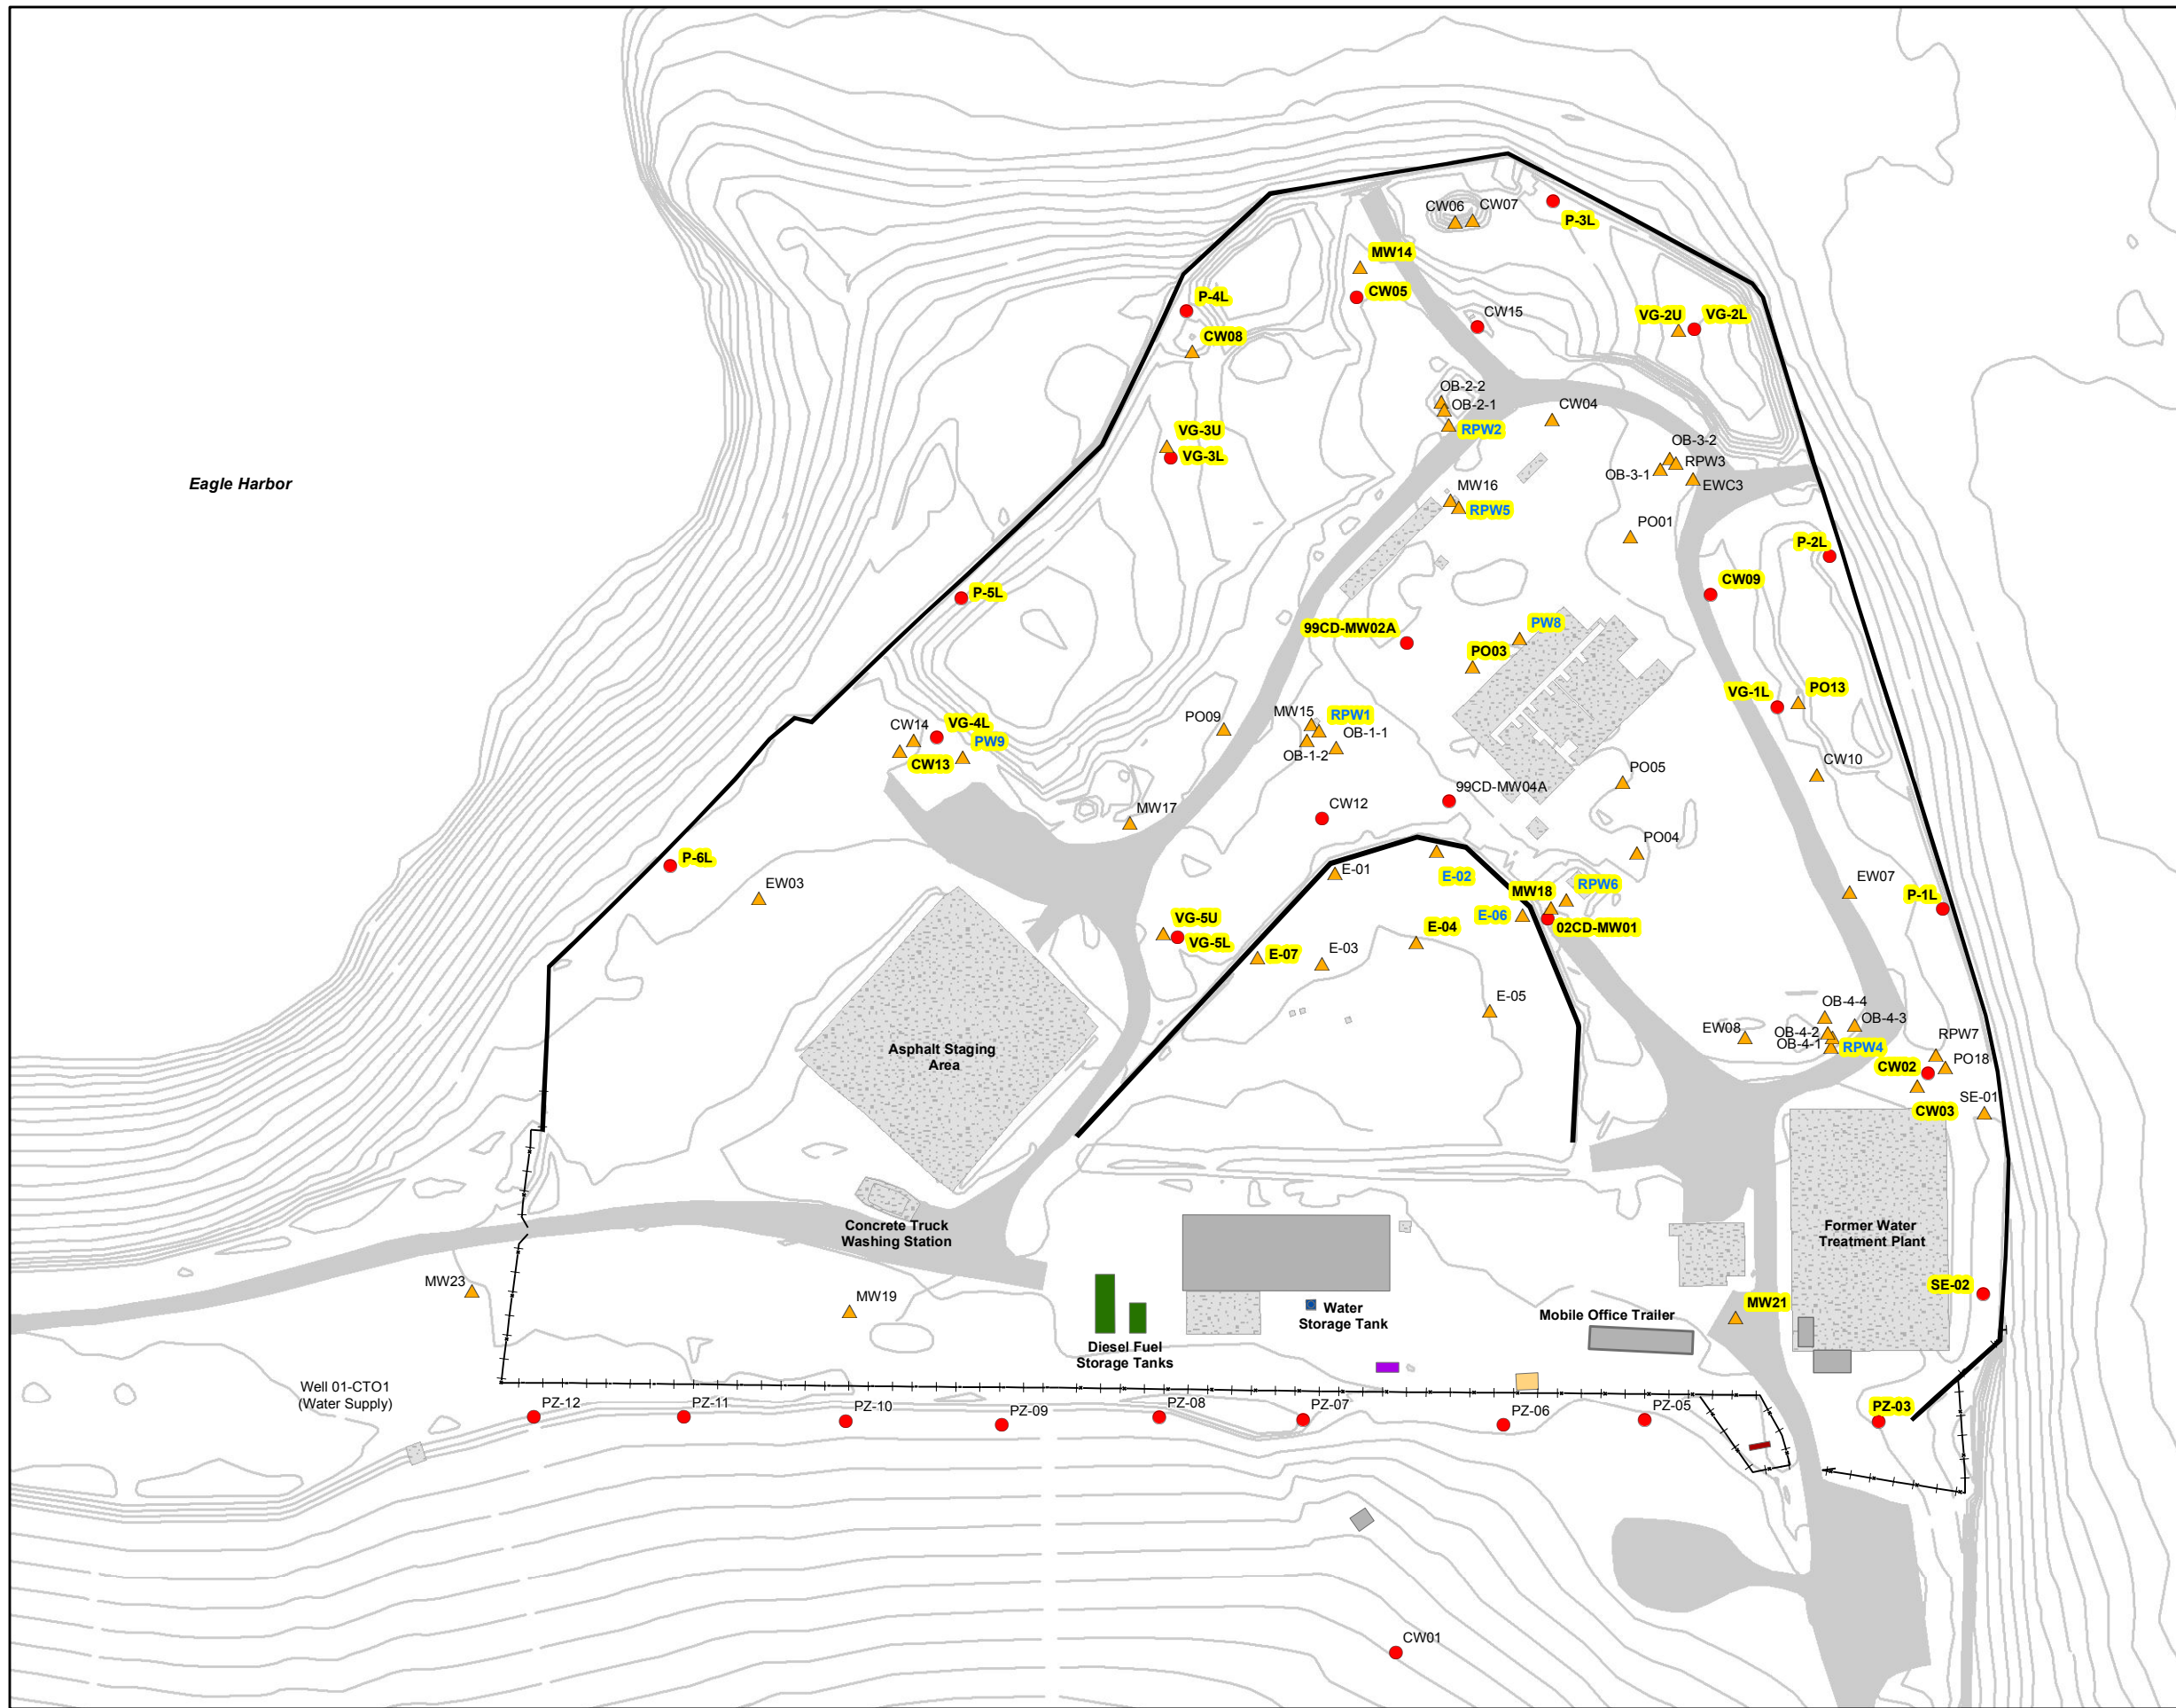 CW06
CW07
P-3L
MW14
CW05
P-4L
CW15
VG-2U
VG-2L
CW08
OB-2-2
OB-2-1
CW04
RPW2
VG-3U
VG-3L
OB-3-2
RPW3
OB-3-1
EWC3
Eagle Harbor
MW16
RPW5
PO01
P-2L
CW09
P-5L
99CD-MW02A
PW8
PO03
VG-1L
PO13
CW14
VG-4L
PW9
CW13
PO09
MW15
RPW1
OB-1-1
OB-1-2
CW10
PO05
99CD-MW04A
MW17
CW12
PO04
P-6L
EW03
E-01
E-02
MW18
RPW6
EW07
P-1L
VG-5U
VG-5L
E-06
02CD-MW01
E-04
E-07
E-03
E-05
OB-4-4
OB-4-3
EW08
OB-4-2
OB-4-1
RPW4
RPW7
PO18
CW02
CW03
SE-01
Asphalt Staging
Area
Concrete Truck
Washing Station
Former Water
Treatment Plant
MW23
MW19
SE-02
MW21
Water
Storage Tank
Mobile Office Trailer
Diesel Fuel
Storage Tanks
Well 01-CTO1
(Water Supply)
PZ-12
PZ-11
PZ-10
PZ-09
PZ-08
PZ-07
PZ-06
PZ-05
PZ-03
CW01